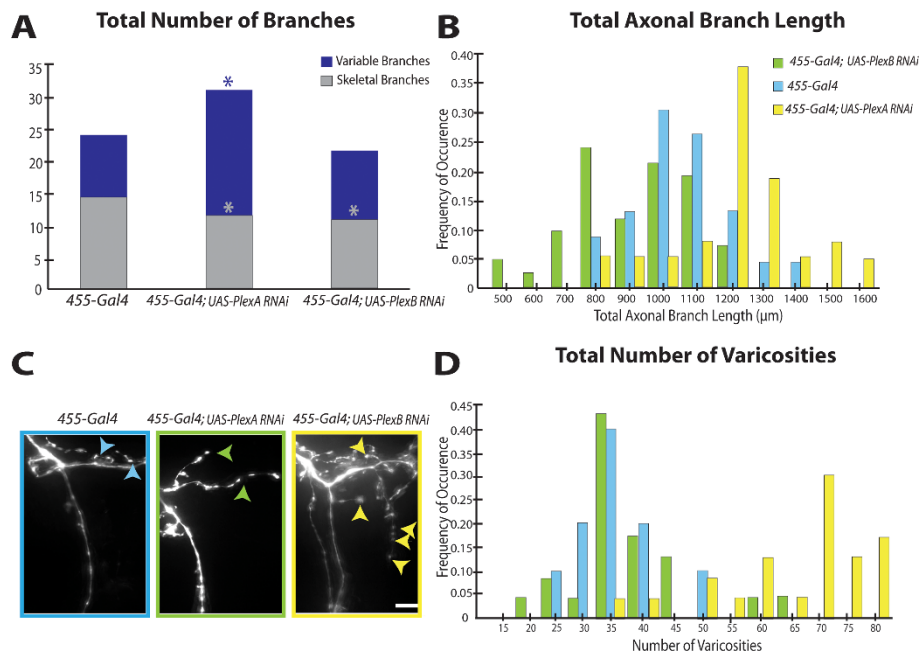 A
Total Number of Branches
Variable Branches
Skeletal Branches
35
30
25
20
15
10
5
0
*
*
*
455-Gal4
455-Gal4; UAS-PlexA RNAi
455-Gal4; UAS-PlexB RNAi
B
Total Axonal Branch Length
Frequency of Occurence
0.40
0.35
0.30
0.25
0.20
0.15
0.10
0.05
0
455-Gal4; UAS-PlexB RNAi
455-Gal4
455-Gal4; UAS-PlexA RNAi
500 600 700 800 900 1000 1100 1200 1300 1400 1500 1600
Total Axonal Branch Length (µm)
C
455-Gal4
455-Gal4; UAS-PlexA RNAi
455-Gal4; UAS-PlexB RNAi
D
Total Number of Varicosities
Frequency of Occurence
0.45
0.40
0.30
0.20
0.15
0.10
0.05
0
15 20 25 30 35 40 45 50 55 60 65 70 75 80
Number of Varicosities